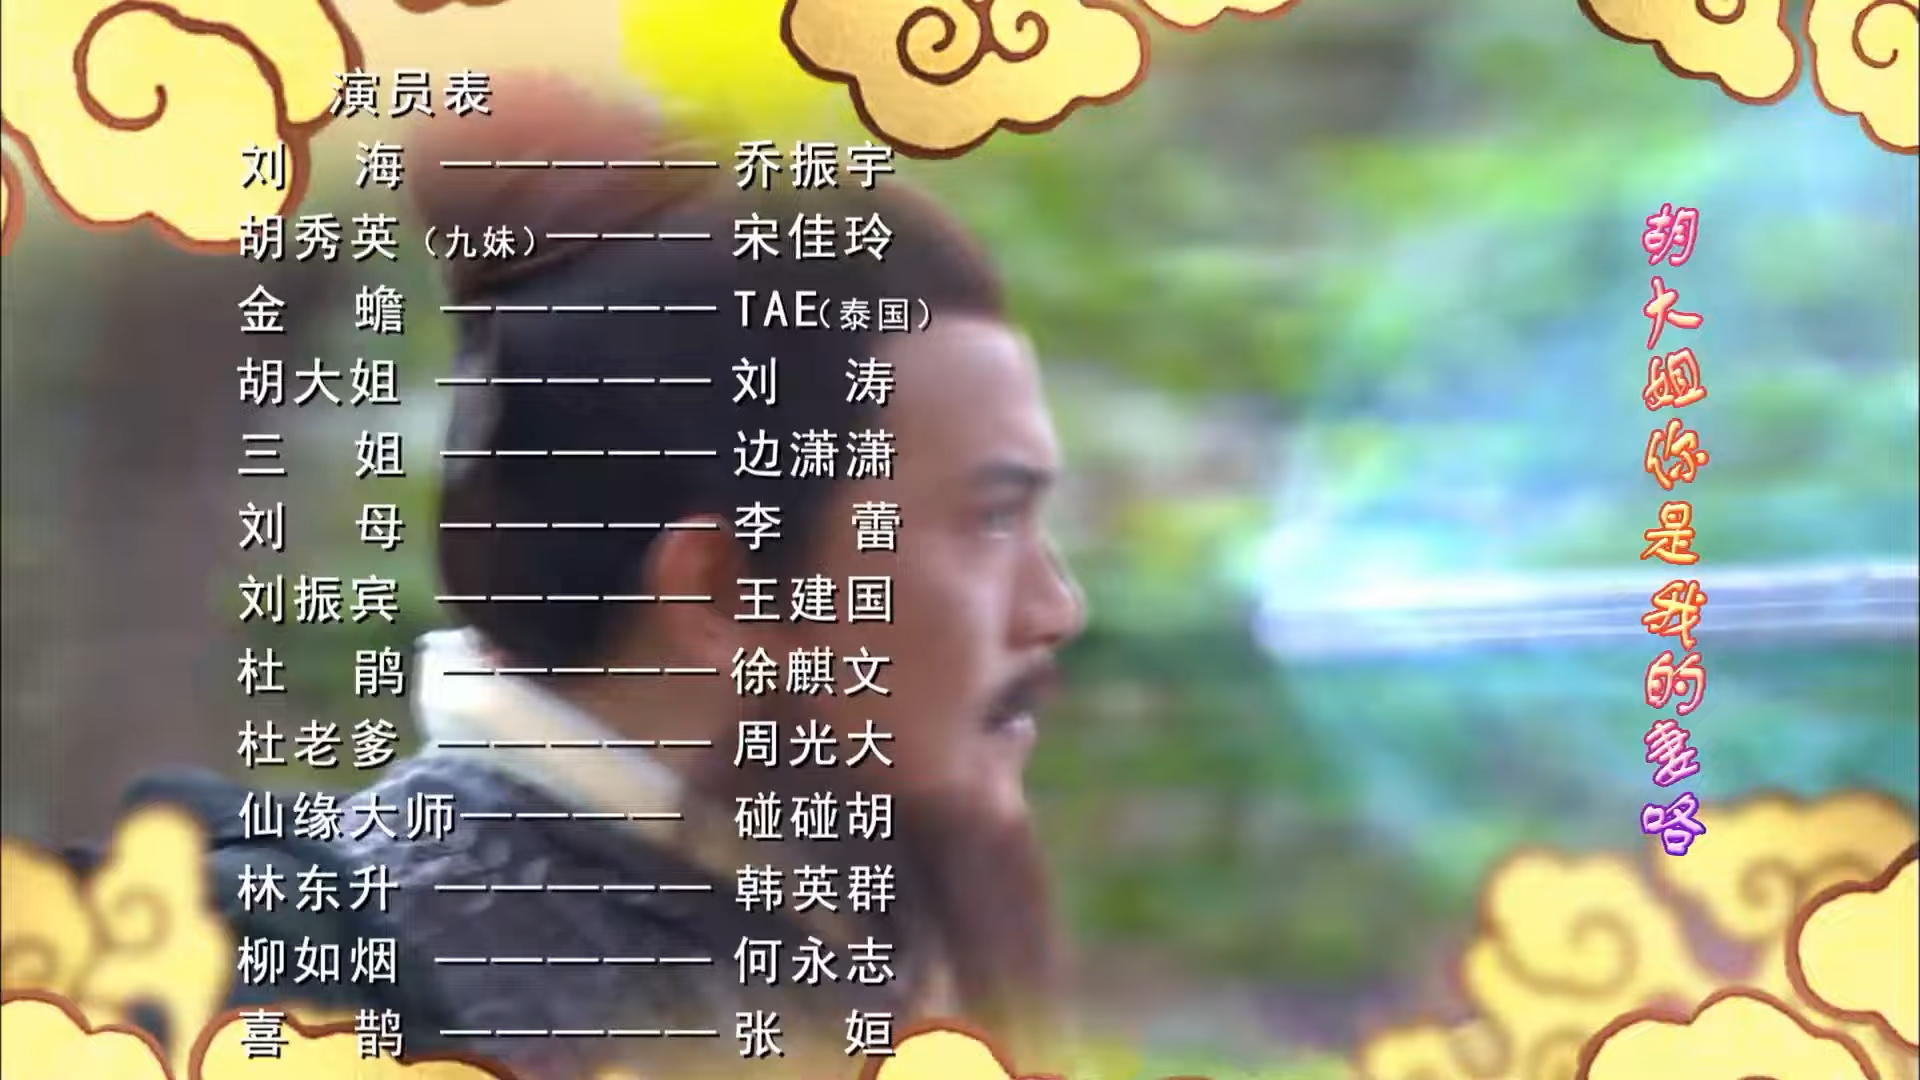 演员表
刘 海 ————— 乔振宇
胡秀英（九妹）——— 宋佳玲
金 蟾 ————— TAE（泰国）
胡大姐 ————— 刘 涛
三 姐 ————— 边潇潇
刘 母 ————— 李 蕾
刘振宾 ————— 王建国
杜 鹃 ————— 徐麒文
杜老爹 ————— 周光大
仙缘大师———— 碰碰胡
林东升 ————— 韩英群
柳如烟 ————— 何永志
喜 鹊 ————— 张 姮
胡大姐你是我的妻咯